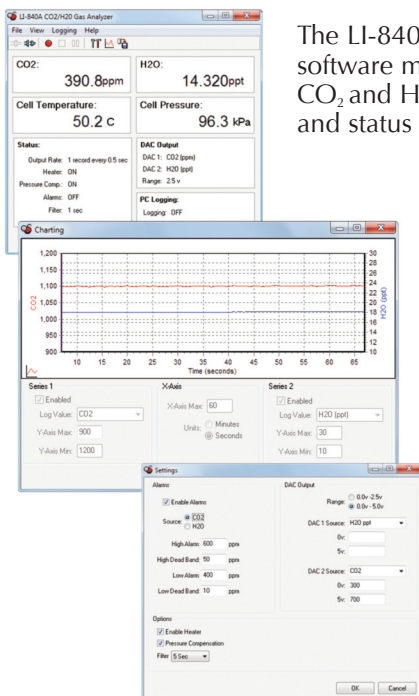 LI-840A CO2/H20 Gas Analyzer
File View Logging Help
CO2:
390.8ppm
H2O:
14.320ppt
Cell Temperature:
50.2 C
Cell Pressure:
96.3 kPa
Status:
Output Rate: 1 record every 0.5 sec
Heater: ON
Pressure Comp.: ON
Alarms: OFF
Filter: 1 sec
DAC Output
DAC 1: CO2 (ppm)
DAC 2: H2O (ppt)
Range: 2.5 v
PC Logging:
Logging: OFF
The LI-840
software m
CO₂ and H
and status
Charting
1,200
1,150
1,100
1,050
1,000
950
900
CO2
30
28
26
24
22
20
18
16
14
12
10
H2O (ppt)
10 15 20 25 30 35 40 45 50 55 60 65
Time (seconds)
Series 1
Enabled
Log Value: CO2
Y-Axis Max: 900
Y-Axis Min: 1200
X-Axis
X-Axis Max: 60
Units: Minutes
Seconds
Series 2
Enabled
Log Value: H2O (ppt)
Y-Axis Max: 30
Y-Axis Min: 10
Settings
Alarms
Enable Alarms
Source: CO2
H2O
High Alarm: 600 ppm
High Dead Band: 50 ppm
Low Alarm: 400 ppm
Low Dead Band: 10 ppm
DAC Output
Range: 0.0v -2.5v
0.0v - 5.0v
DAC 1 Source: H2O ppt
0v:
5v:
DAC 2 Source: CO2
0v: 300
5v: 700
Options
Enable Heater
Pressure Compensation
Filter 5 Sec
OK Cancel